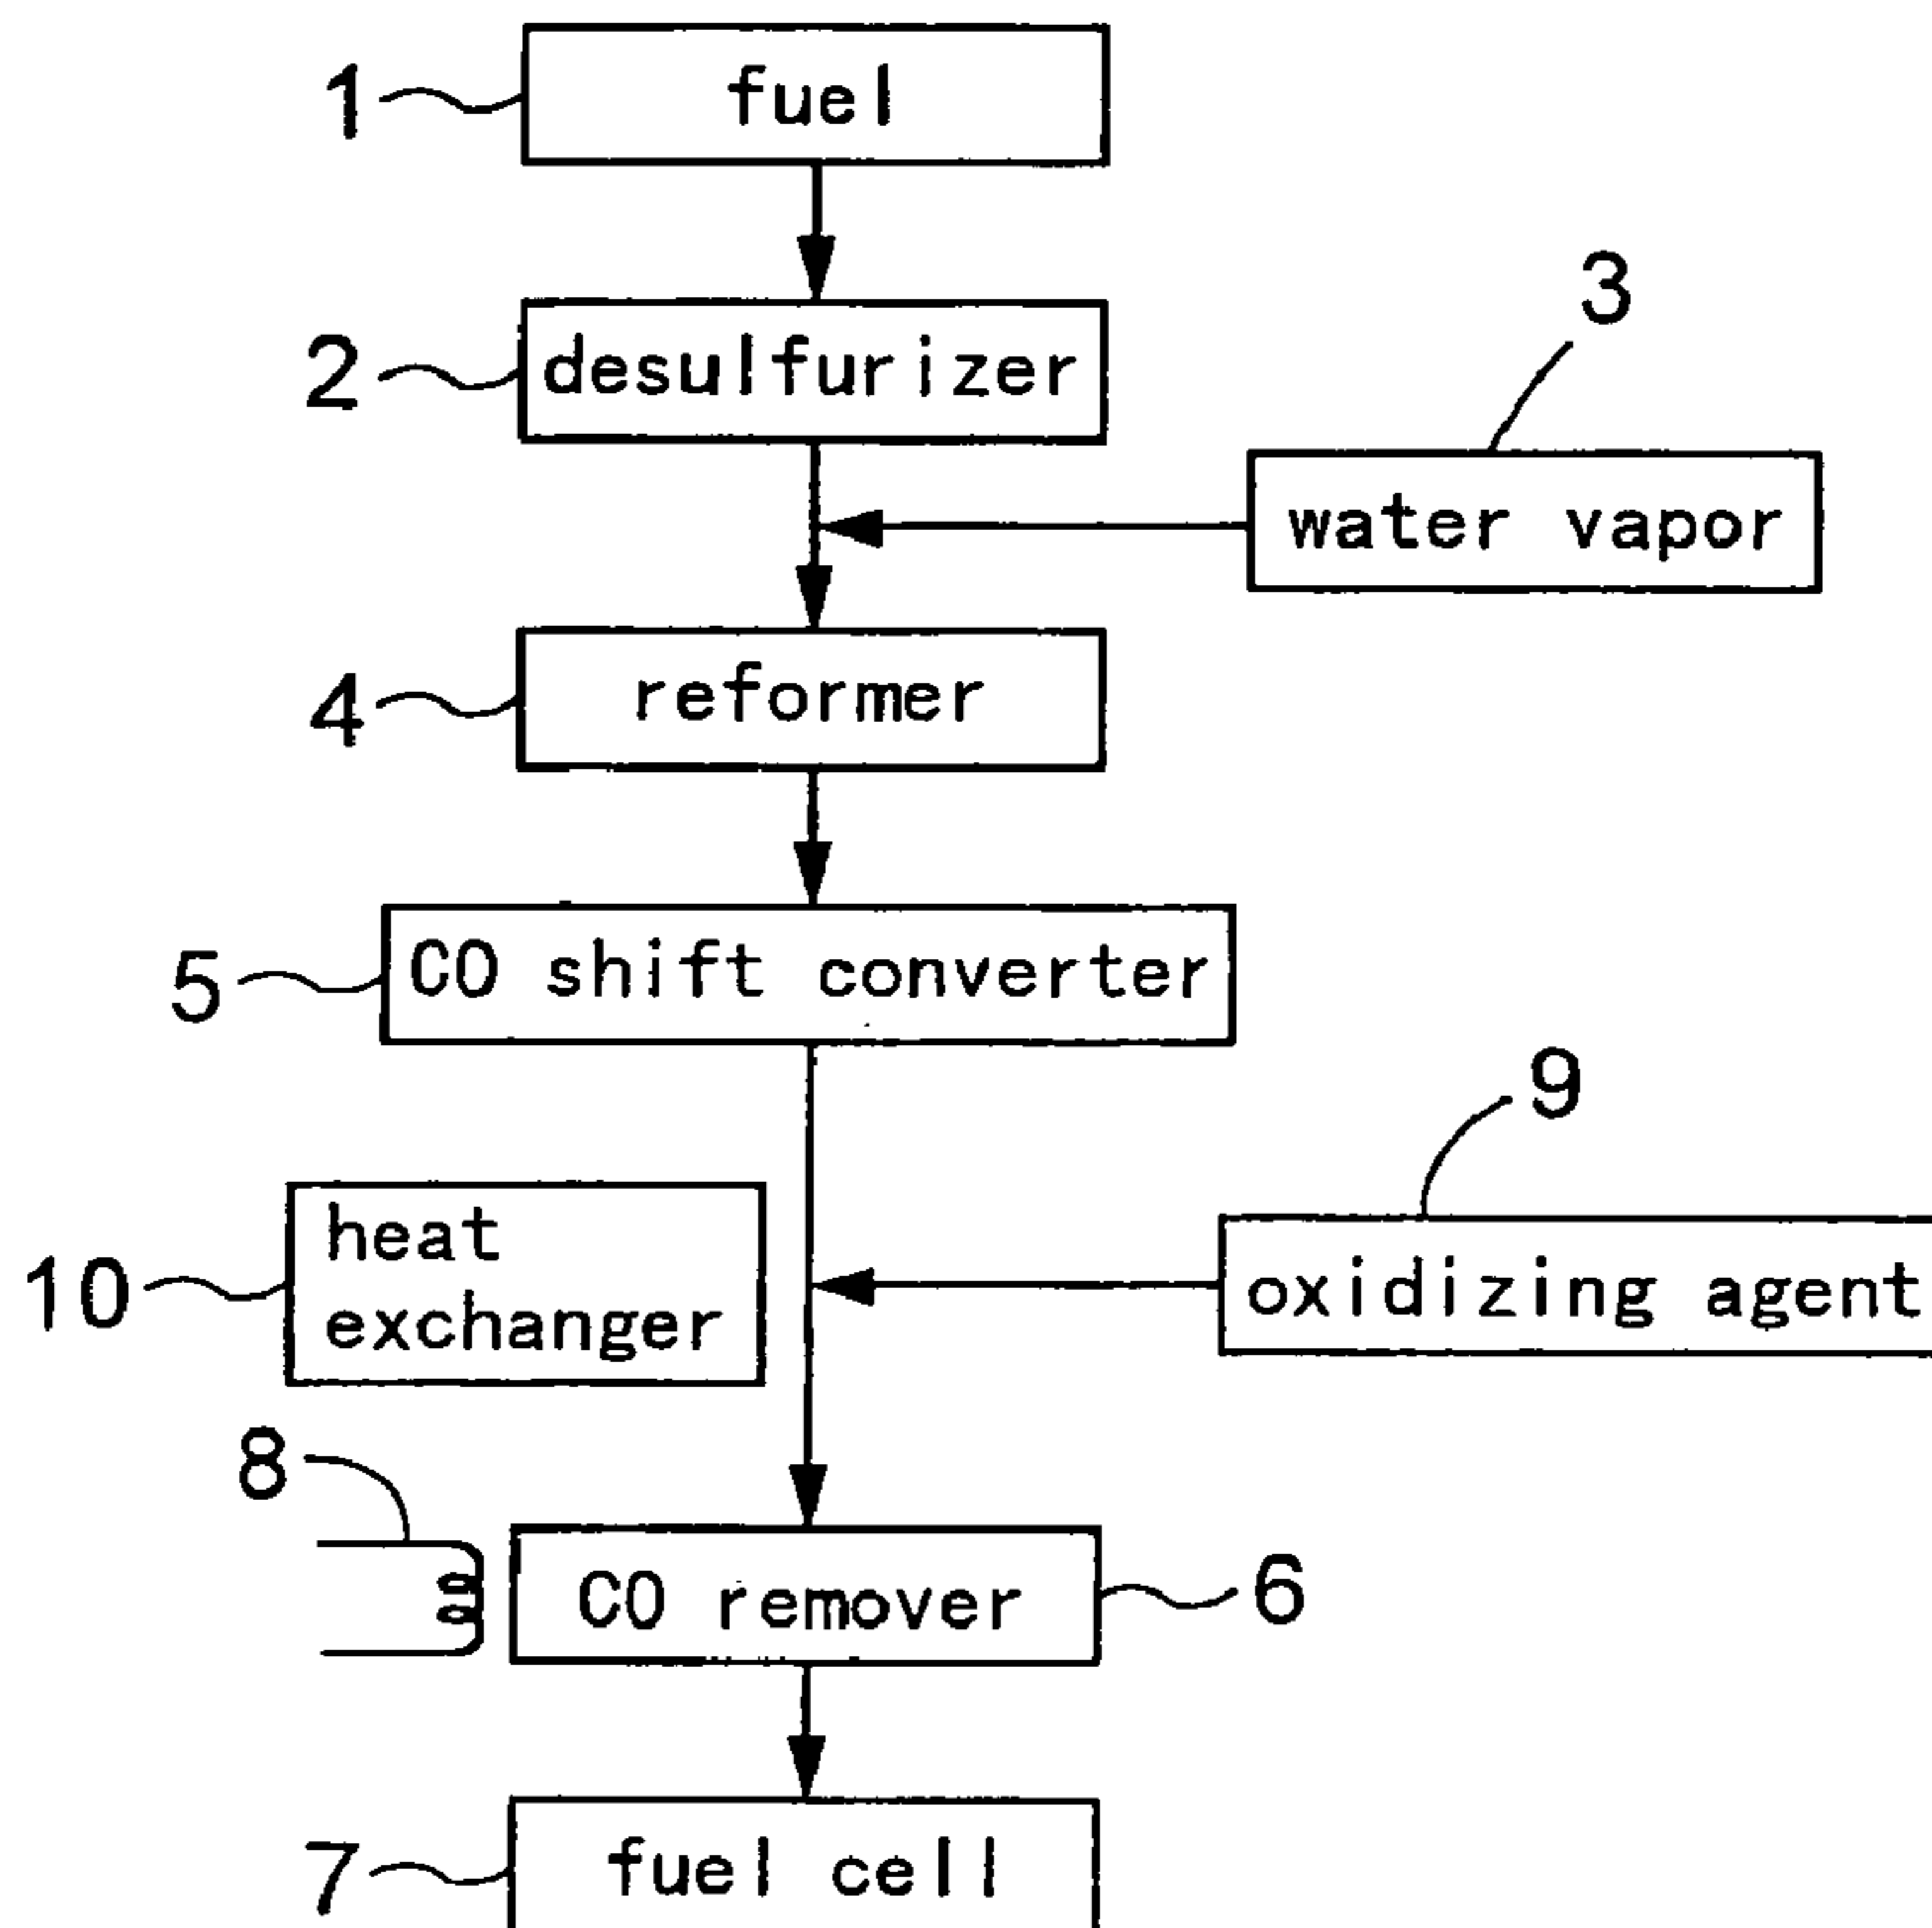 1
fuel
3
2
desulfurizer
water vapor
4
reformer
5
CO shift converter
9
10
heat
exchanger
oxidizing agent
8
CO remover
6
7
fuel cell